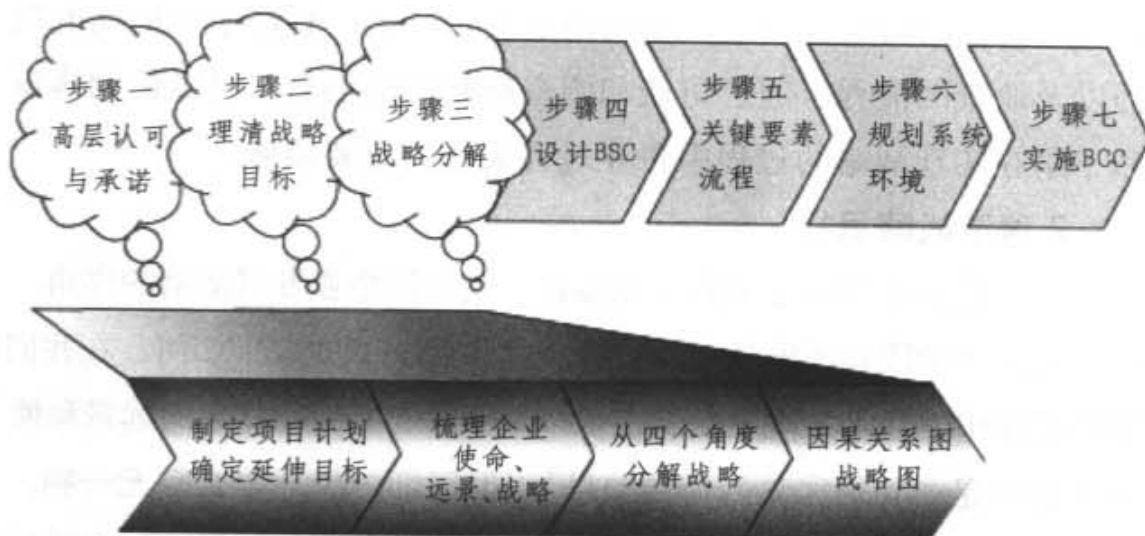 步骤一
高层认可
与承诺
步骤二
理清战略
目标
步骤三
战略分解
步骤四
设计BSC
步骤五
关键要素
流程
步骤六
规划系统
环境
步骤七
实施BCC
制定项目计划
确定延伸目标
梳理企业
使命、
远景、战略
从四个角度
分解战略
因果关系图
战略图